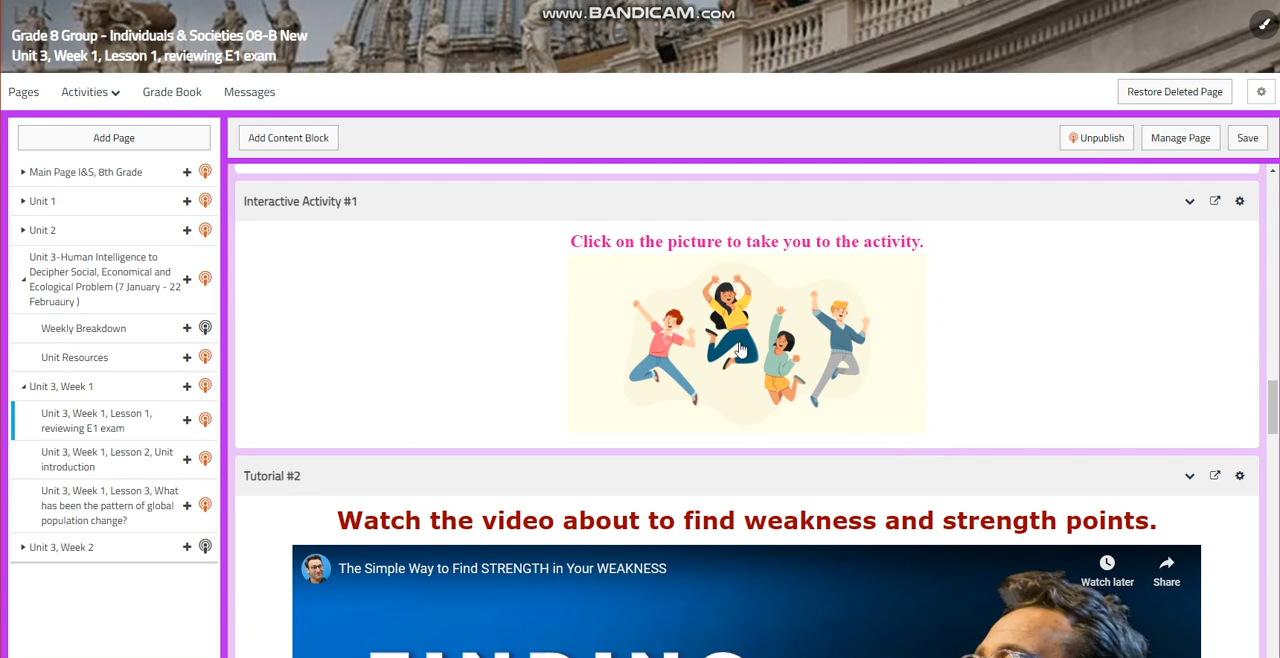 www.BANDICAM.com
Grade 8 Group - Individuals & Societies 08-B New
Unit 3, Week 1, Lesson 1, reviewing E1 exam
Pages
Activities
Grade Book
Messages
Restore Deleted Page
Add Page
Add Content Block
Unpublish
Manage Page
Save
Main Page I&S, 8th Grade
Unit 1
Unit 2
Unit 3-Human Intelligence to
Decipher Social, Economical and
Ecological Problem (7 January - 22
Februaury )
Weekly Breakdown
Unit Resources
Unit 3, Week 1
Unit 3, Week 1, Lesson 1,
reviewing E1 exam
Unit 3, Week 1, Lesson 2, Unit
introduction
Unit 3, Week 1, Lesson 3, What
has been the pattern of global
population change?
Unit 3, Week 2
Interactive Activity #1
Click on the picture to take you to the activity.
Tutorial #2
Watch the video about to find weakness and strength points.
The Simple Way to Find STRENGTH in Your WEAKNESS
Watch later
Share
FINDING